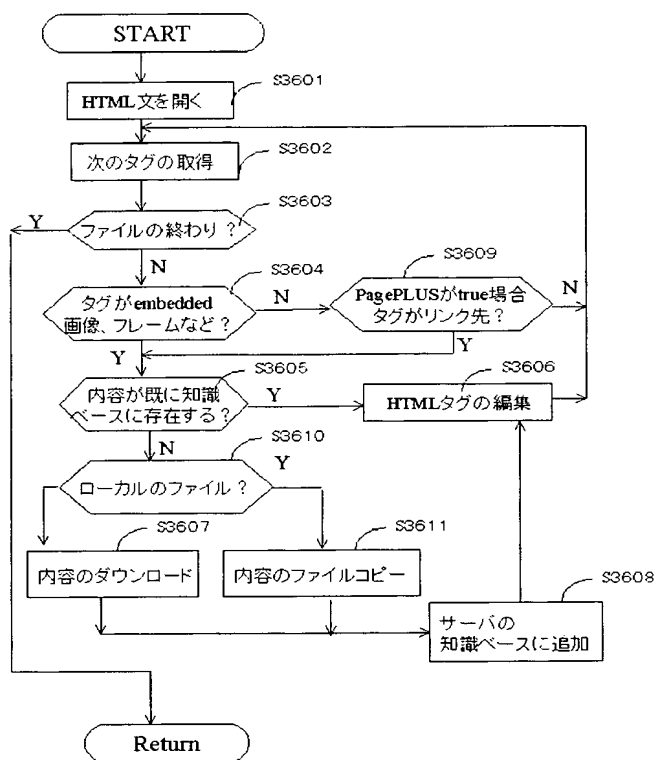 START
S3601
HTML文を開く
S3602
次のタグの取得
S3603
Y
ファイルの終わり？
N
S3604
S3609
タグがembedded
画像、フレームなど？
N
PagePLUSがtrue場合
タグがリンク先？
N
Y
Y
S3605
S3606
内容が既に知識
ベースに存在する？
Y
HTMLタグの編集
N
S3610
Y
ローカルのファイル？
S3607
S3611
内容のダウンロード
内容のファイルコピー
S3608
サーバの
知識ベースに追加
Return